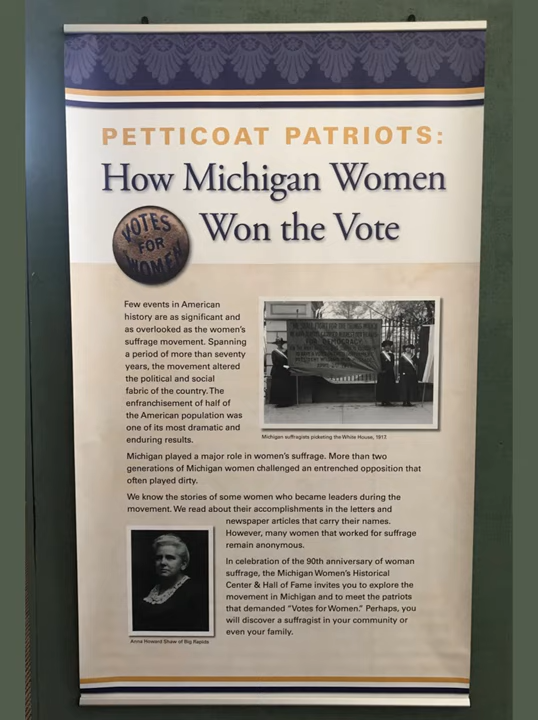 PETTICOAT PATRIOTS:
How Michigan Women
Won the Vote
VOTES
FOR
WOMEN
Few events in American
history are as significant and
as overlooked as the women's
suffrage movement. Spanning
a period of more than seventy
years, the movement altered
the political and social
fabric of the country. The
enfranchisement of half of
the American population was
one of its most dramatic and
enduring results.
Michigan suffragists picketing the White House, 1917
Michigan played a major role in women's suffrage. More than two
generations of Michigan women challenged an entrenched opposition that
often played dirty.
We know the stories of some women who became leaders during the
movement. We read about their accomplishments in the letters and
newspaper articles that carry their names.
However, many women that worked for suffrage
remain anonymous.
In celebration of the 90th anniversary of woman
suffrage, the Michigan Women's Historical
Center & Hall of Fame invites you to explore the
movement in Michigan and to meet the patriots
that demanded "Votes for Women." Perhaps, you
will discover a suffragist in your community or
even your family.
Anna Howard Shaw of Big Rapids